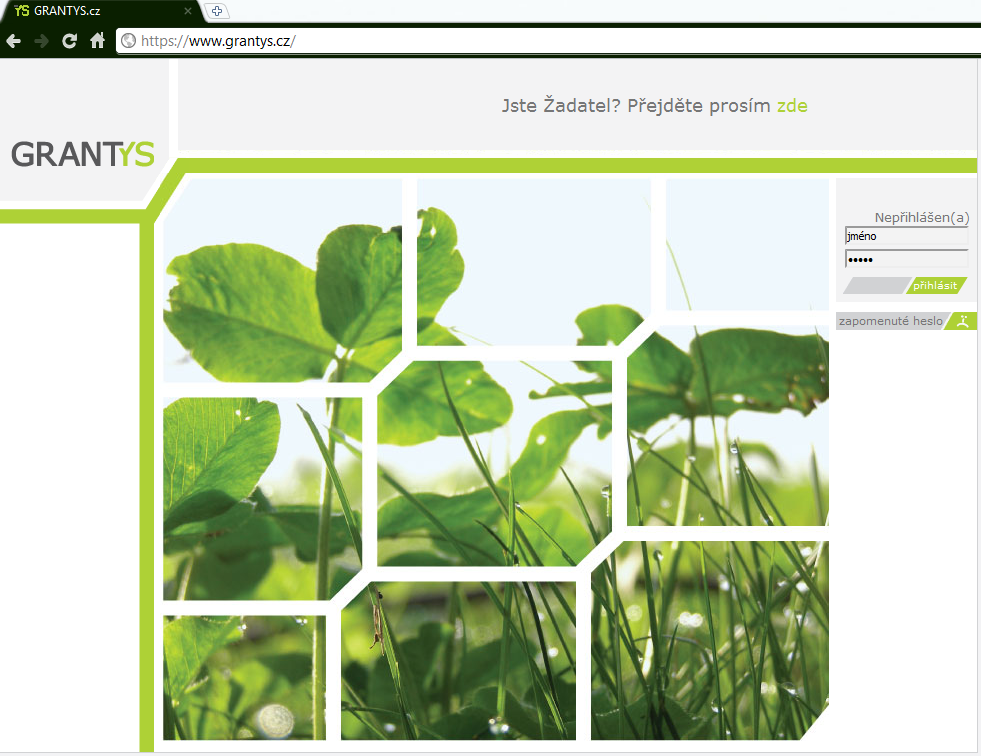 GRANTYS.cz
https://www.grantys.cz/
Jste Žadatel? Přejděte prosím zde
GRANTYS
Nepřihlášen(a)
jméno
•••••
přihlásit
zapomenuté heslo